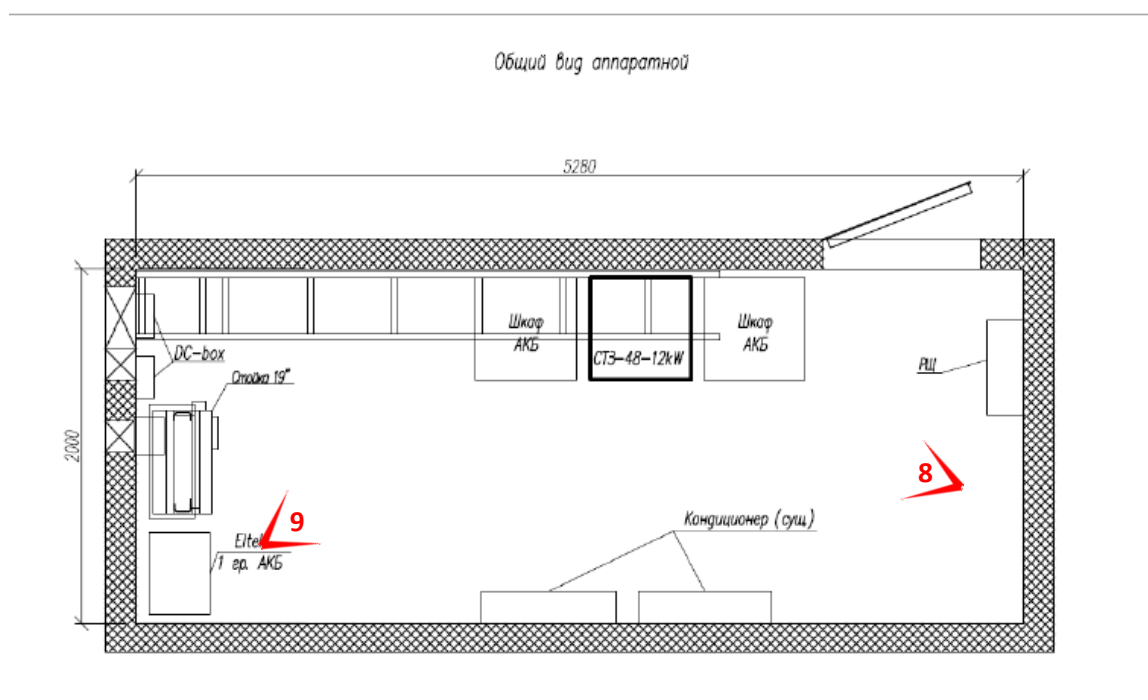 Общий вид аппаратной
5280
Шкаф
АКБ
СТЗ-48-12kW
Шкаф
АКБ
DC-box
РЩ
Стойка 19"
2000
8
9
Кондиционер (сущ)
Eltek
1 гр. АКБ